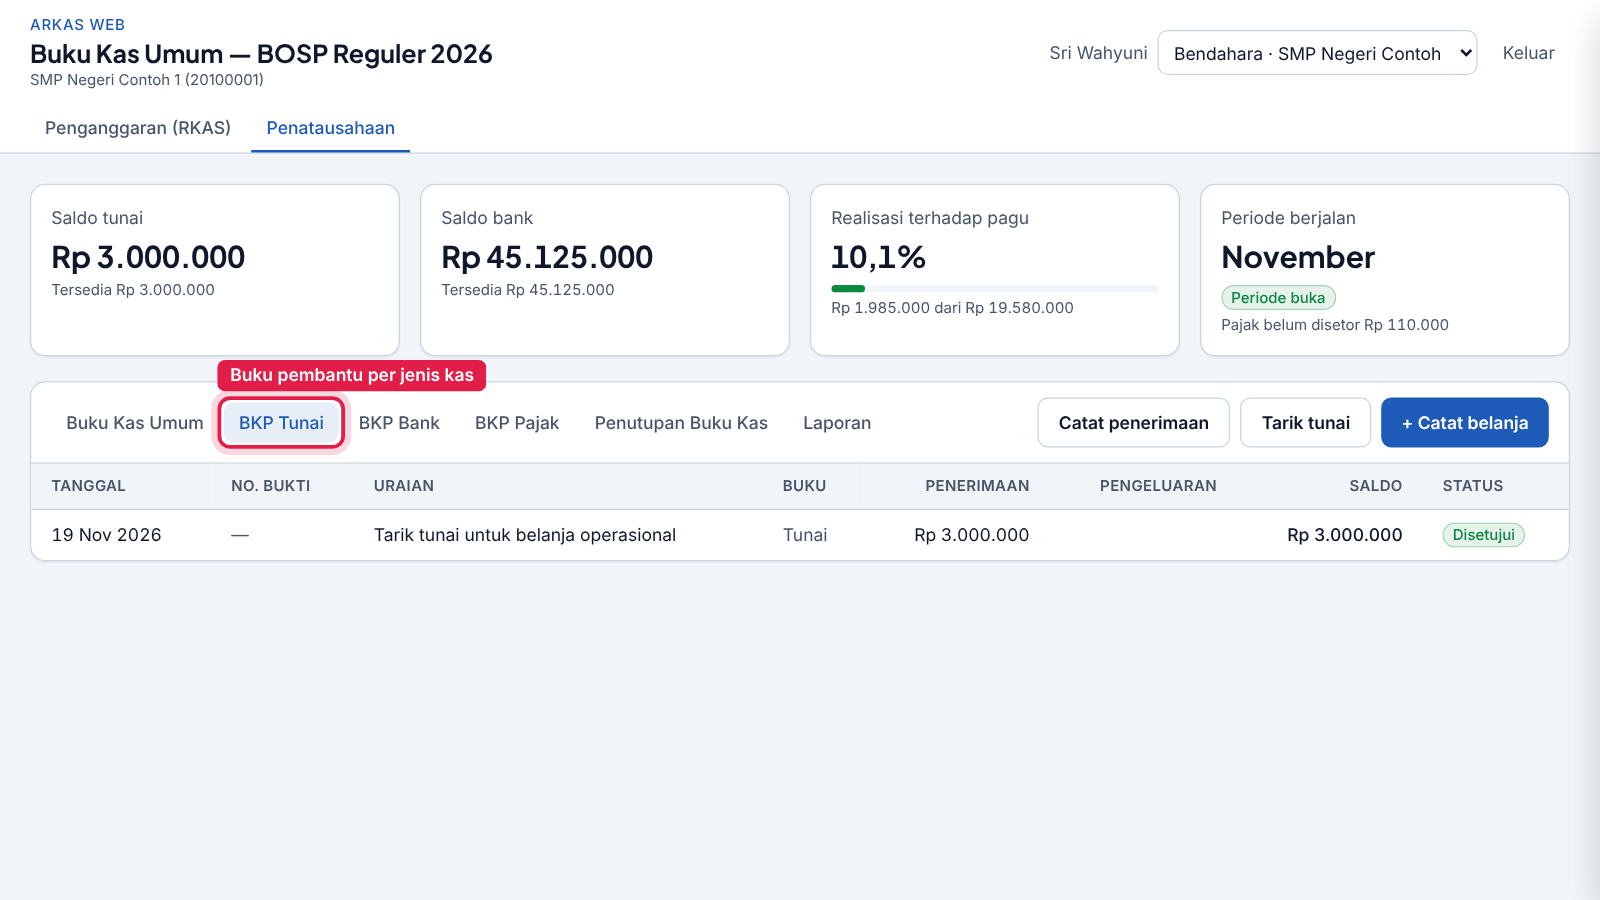 ARKAS WEB
Buku Kas Umum — BOSP Reguler 2026
SMP Negeri Contoh 1 (20100001)
Sri Wahyuni
Bendahara · SMP Negeri Contoh
Keluar
Penganggaran (RKAS)
Penatausahaan
Saldo tunai
Rp 3.000.000
Tersedia Rp 3.000.000
Saldo bank
Rp 45.125.000
Tersedia Rp 45.125.000
Realisasi terhadap pagu
10,1%
Rp 1.985.000 dari Rp 19.580.000
Periode berjalan
November
Periode buka
Pajak belum disetor Rp 110.000
Buku pembantu per jenis kas
Buku Kas Umum
BKP Tunai
BKP Bank
BKP Pajak
Penutupan Buku Kas
Laporan
Catat penerimaan
Tarik tunai
+ Catat belanja
TANGGAL NO. BUKTI URAIAN BUKU PENERIMAAN PENGELUARAN SALDO STATUS
19 Nov 2026 — Tarik tunai untuk belanja operasional Tunai Rp 3.000.000 Rp 3.000.000 Disetujui